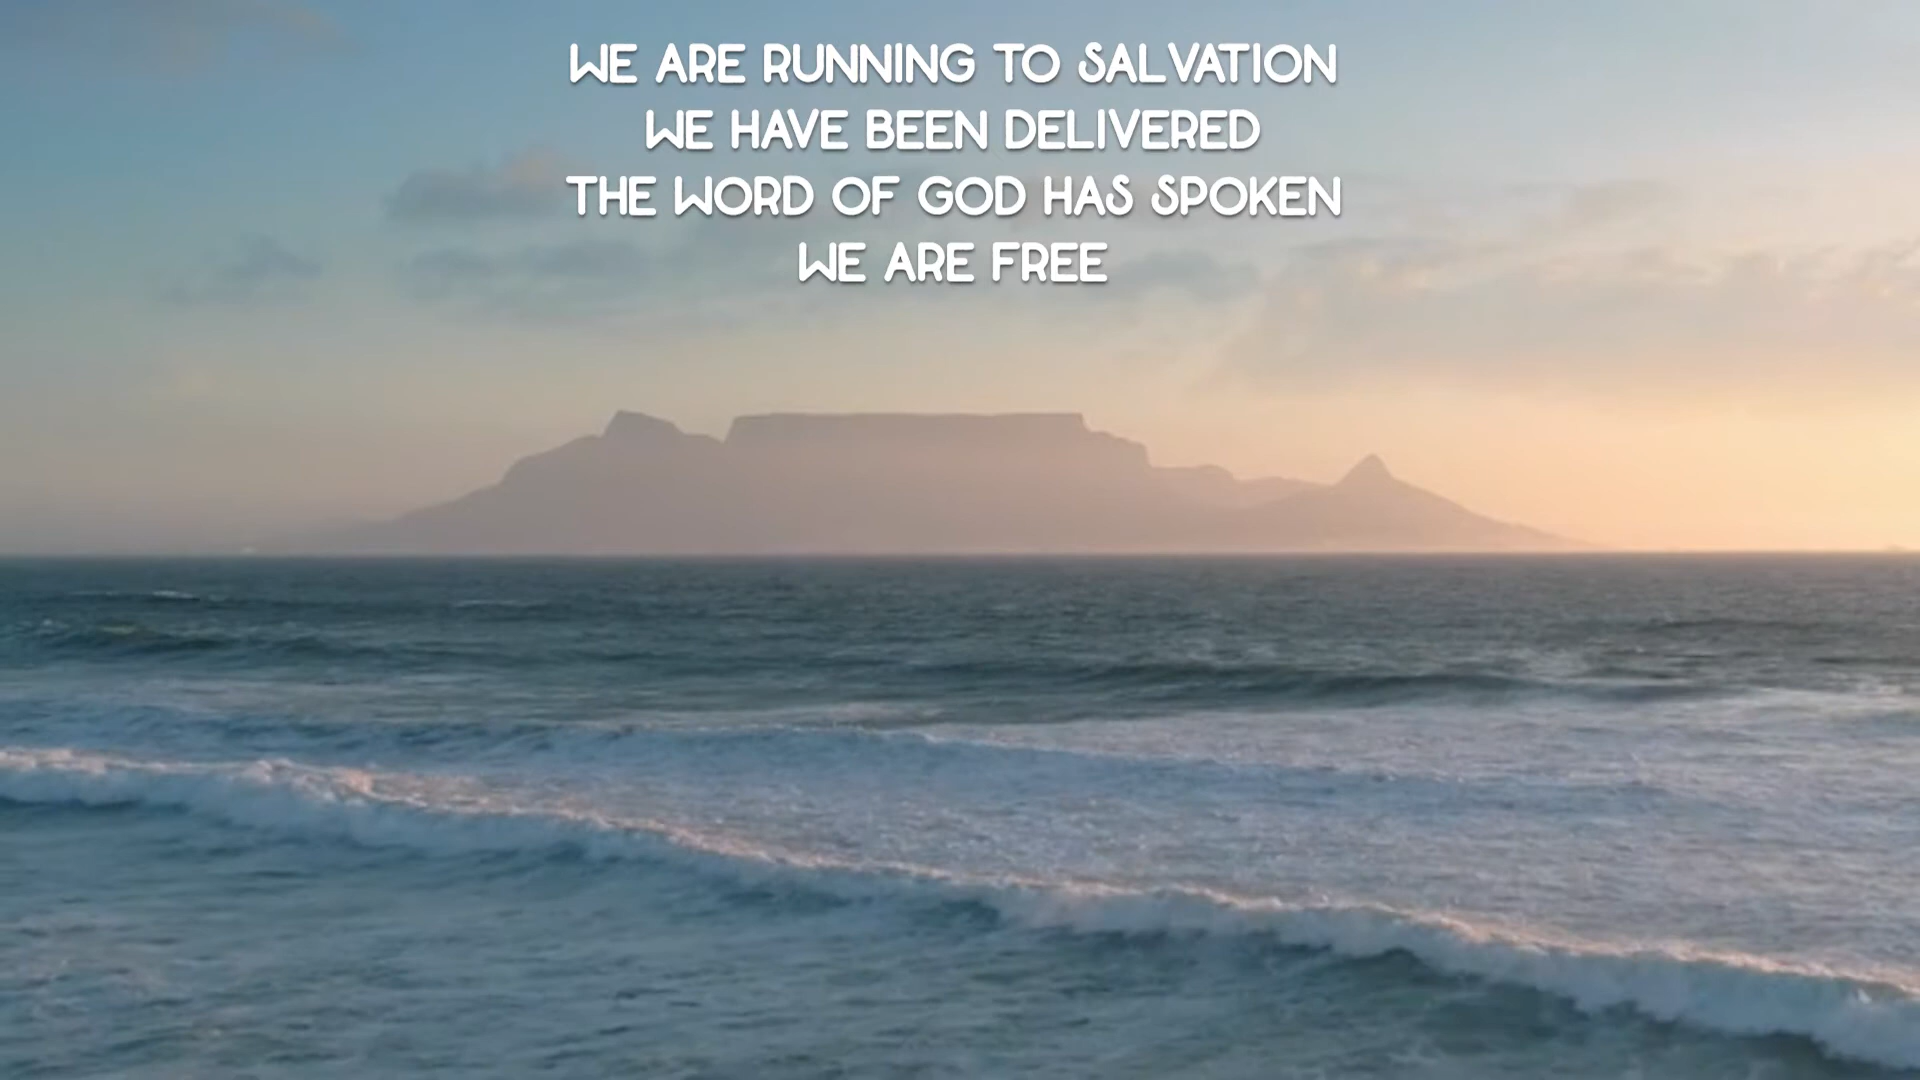 WE ARE RUNNING TO SALVATION
WE HAVE BEEN DELIVERED
THE WORD OF GOD HAS SPOKEN
WE ARE FREE